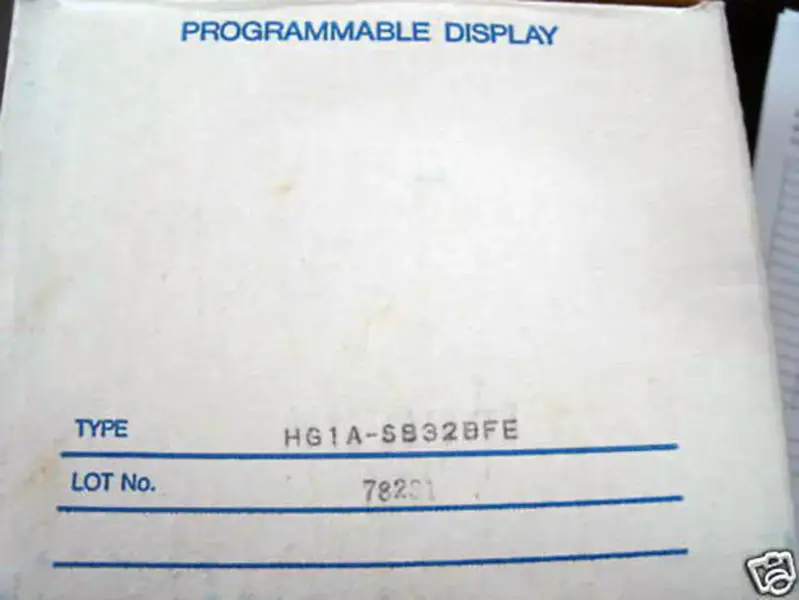 PROGRAMMABLE DISPLAY
TYPE HG1A-SB32BFE
LOT No.